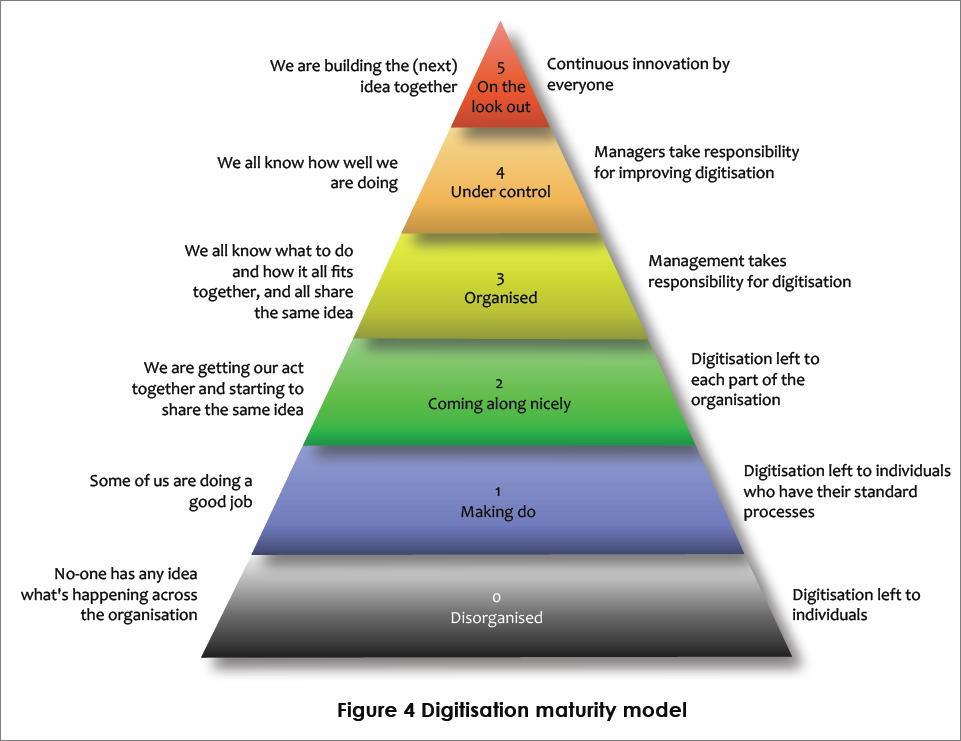 We are building the (next)
idea together
5
On the
look out
Continuous innovation by
everyone
We all know how well we
are doing
4
Under control
Managers take responsibility
for improving digitisation
We all know what to do
and how it all fits
together, and all share
the same idea
3
Organised
Management takes
responsibility for digitisation
We are getting our act
together and starting to
share the same idea
2
Coming along nicely
Digitisation left to
each part of the
organisation
Some of us are doing a
good job
1
Making do
Digitisation left to individuals
who have their standard
processes
No-one has any idea
what's happening across
the organisation
0
Disorganised
Digitisation left to
individuals
Figure 4 Digitisation maturity model